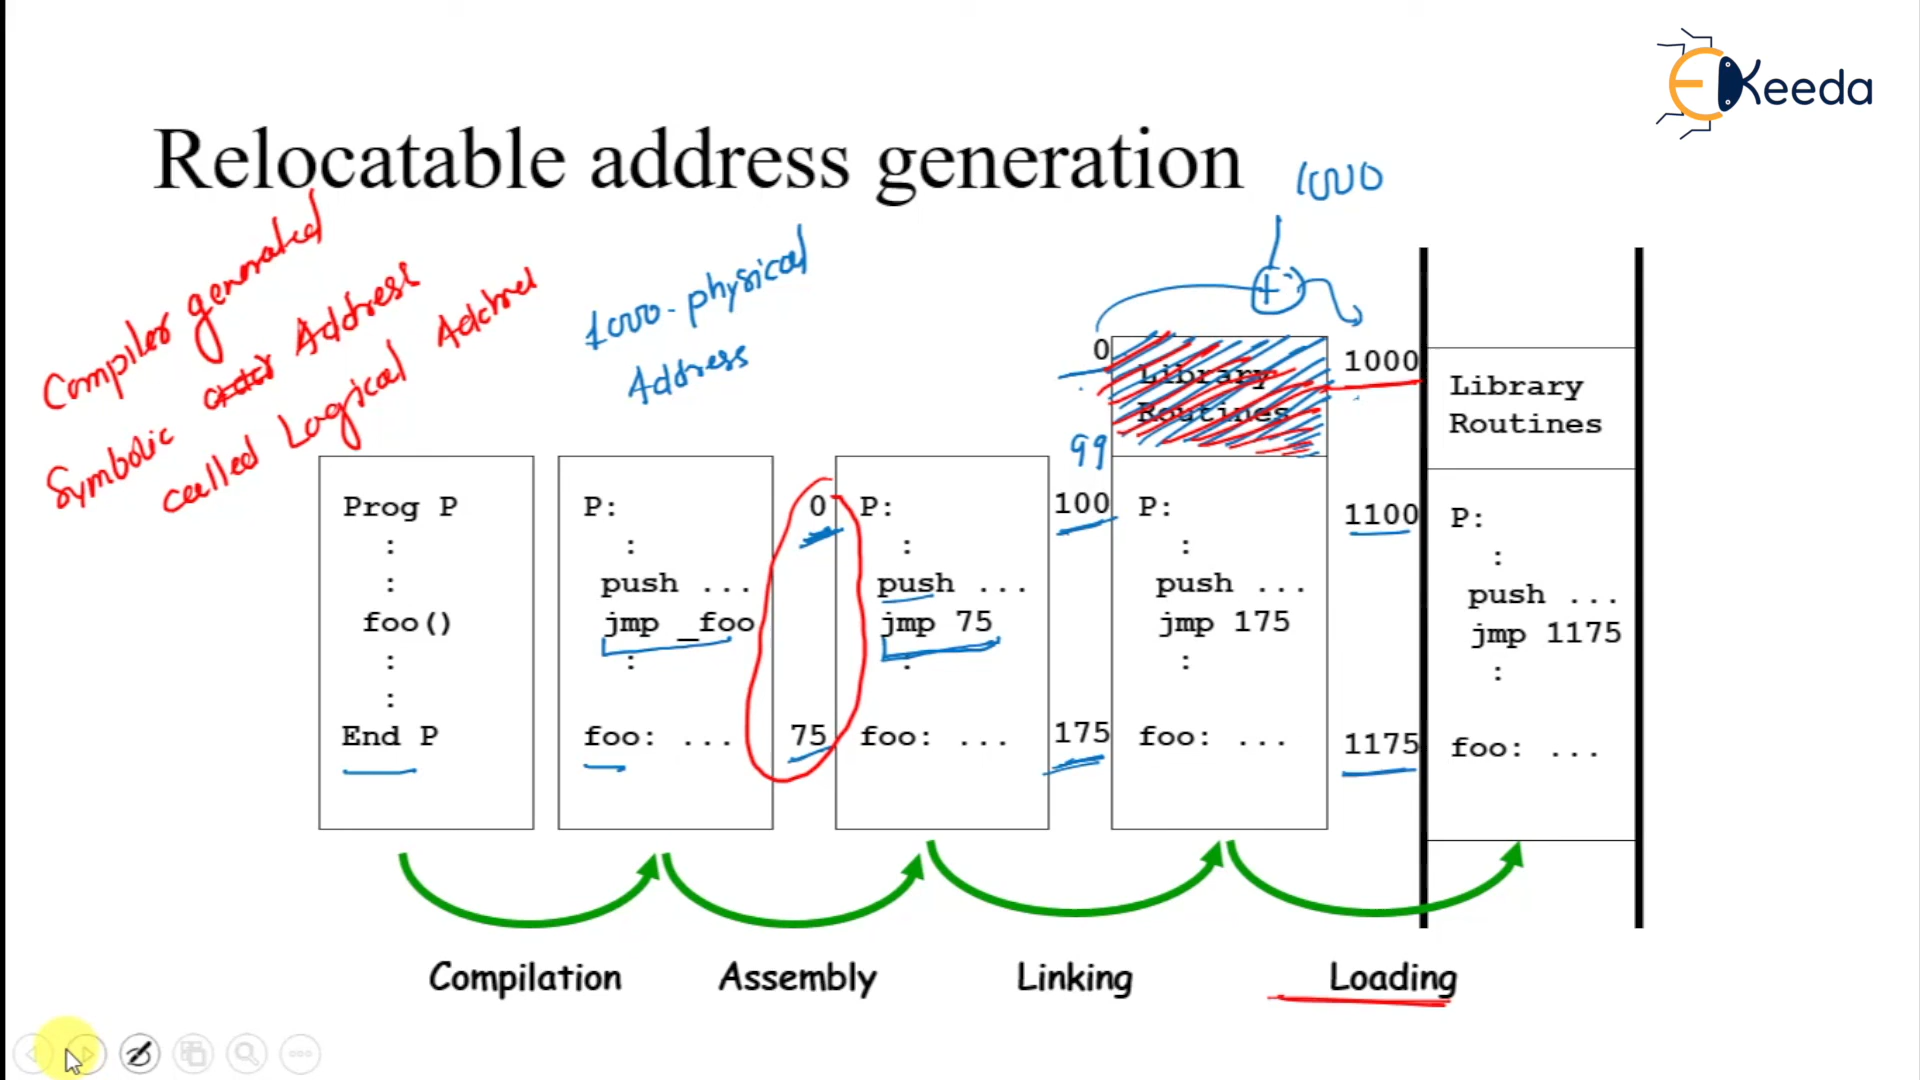 EKeeda
Relocatable address generation
1000
Compiler generated
Symbolic Address
called Logical Address
1000 - physical
Address
0
Library
Routines
99
1000
Library
Routines
Prog P
:
:
foo()
:
:
End P
P:
:
push ...
jmp _foo
:
foo: ...
0
75
P:
:
push ...
jmp 75
:
foo: ...
100
175
P:
:
push ...
jmp 175
:
foo: ...
1100
1175
P:
:
push ...
jmp 1175
:
foo: ...
Compilation
Assembly
Linking
Loading